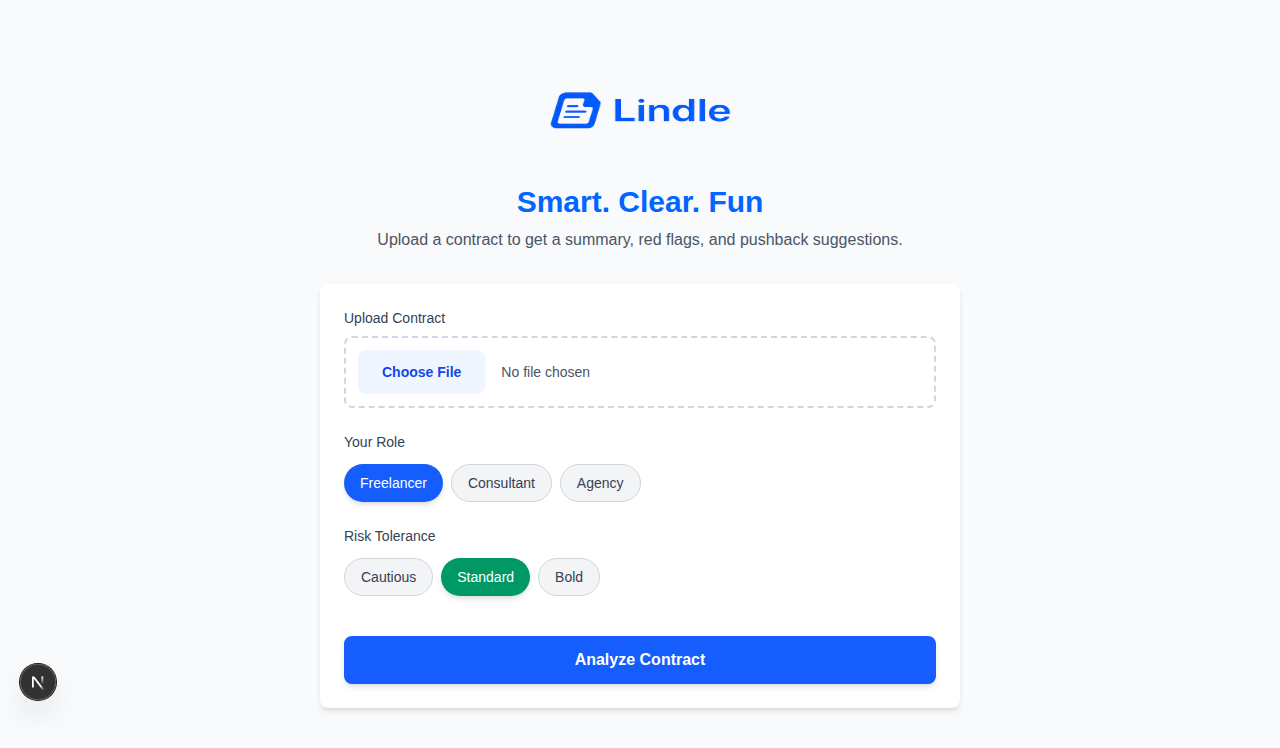 Lindle
Smart. Clear. Fun
Upload a contract to get a summary, red flags, and pushback suggestions.
Upload Contract
Choose File No file chosen
Your Role
Freelancer Consultant Agency
Risk Tolerance
Cautious Standard Bold
Analyze Contract
N